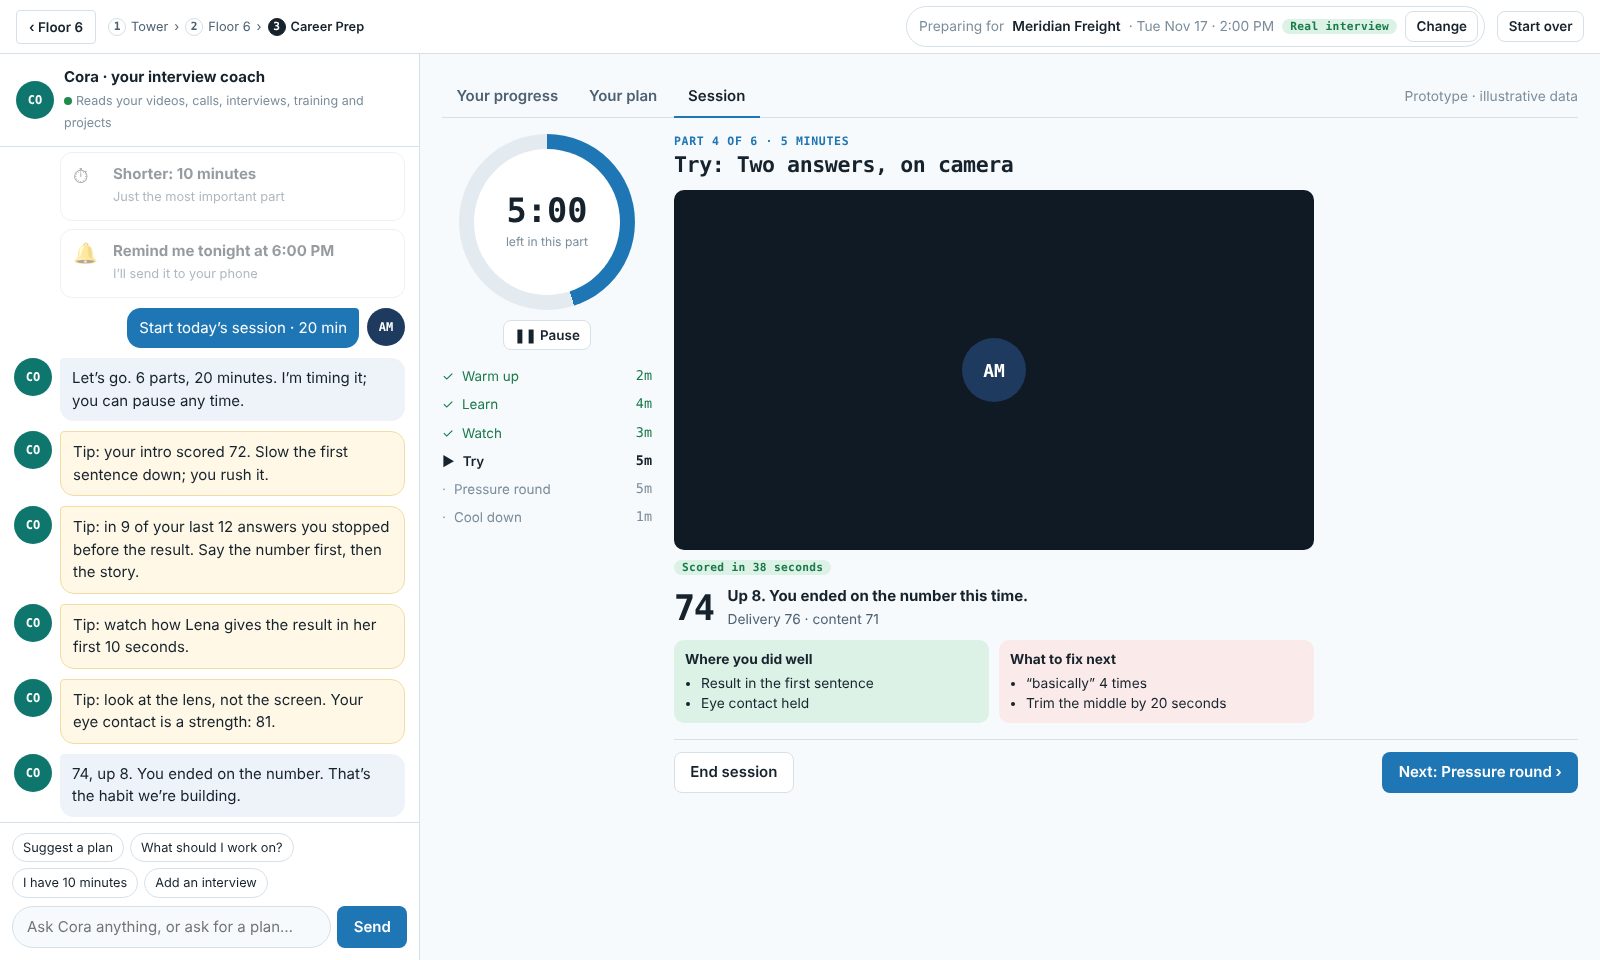 ‹ Floor 6
1 Tower › 2 Floor 6 › 3 Career Prep
Preparing for Meridian Freight · Tue Nov 17 · 2:00 PM Real interview Change
Start over
CO
Cora · your interview coach
Reads your videos, calls, interviews, training and
projects
Shorter: 10 minutes
Just the most important part
Remind me tonight at 6:00 PM
I'll send it to your phone
Start today's session · 20 min
AM
CO
Let's go. 6 parts, 20 minutes. I'm timing it;
you can pause any time.
CO
Tip: your intro scored 72. Slow the first
sentence down; you rush it.
CO
Tip: in 9 of your last 12 answers you stopped
before the result. Say the number first, then
the story.
CO
Tip: watch how Lena gives the result in her
first 10 seconds.
CO
Tip: look at the lens, not the screen. Your
eye contact is a strength: 81.
CO
74, up 8. You ended on the number. That's
the habit we're building.
Suggest a plan
What should I work on?
I have 10 minutes
Add an interview
Ask Cora anything, or ask for a plan...
Send
Your progress
Your plan
Session
Prototype · illustrative data
5:00
left in this part
❚❚ Pause
✓ Warm up 2m
✓ Learn 4m
✓ Watch 3m
▶ Try 5m
· Pressure round 5m
· Cool down 1m
PART 4 OF 6 · 5 MINUTES
Try: Two answers, on camera
AM
Scored in 38 seconds
74
Up 8. You ended on the number this time.
Delivery 76 · content 71
Where you did well
• Result in the first sentence
• Eye contact held
What to fix next
• “basically” 4 times
• Trim the middle by 20 seconds
End session
Next: Pressure round ›